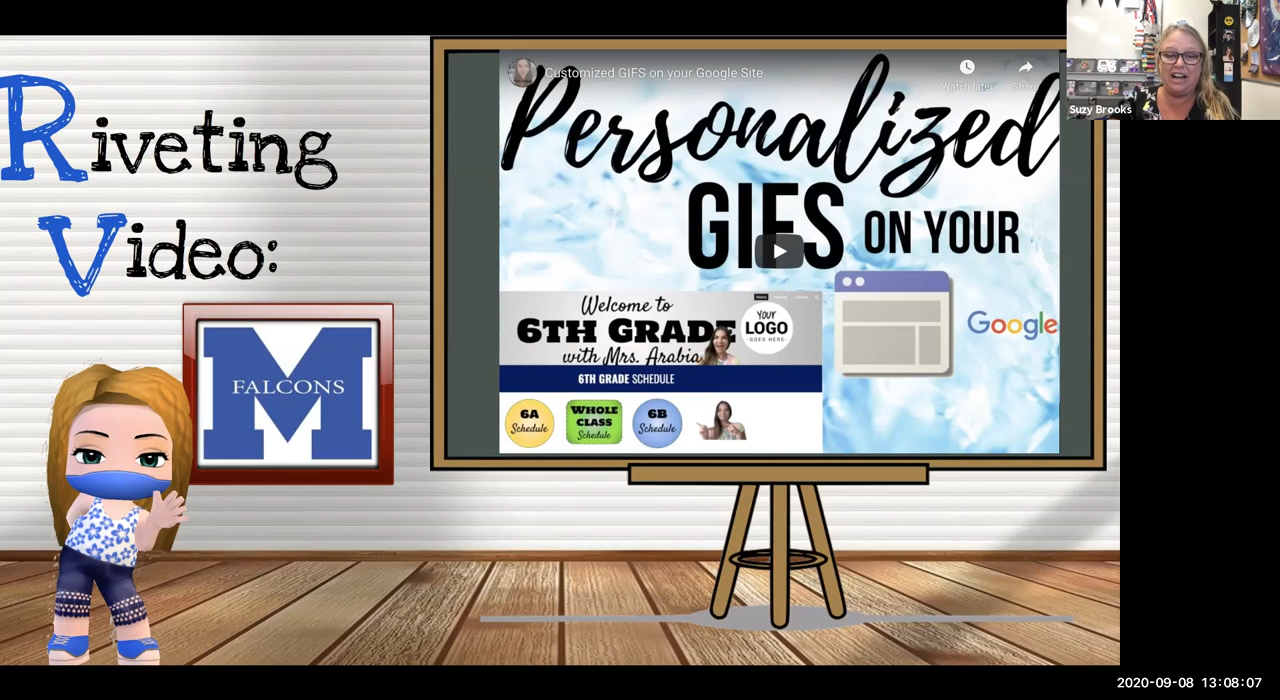 Riveting
Video:
FALCONS
Customized GIFS on your Google Site
Watch later
Share
Personalized
GIFS ON YOUR
Google
Welcome to
6TH GRADE
with Mrs. Arabia
YOUR
LOGO
GOES HERE
6TH GRADE SCHEDULE
6A
Schedule
WHOLE
CLASS
Schedule
6B
Schedule
Suzy Brooks
2020-09-08 13:08:07